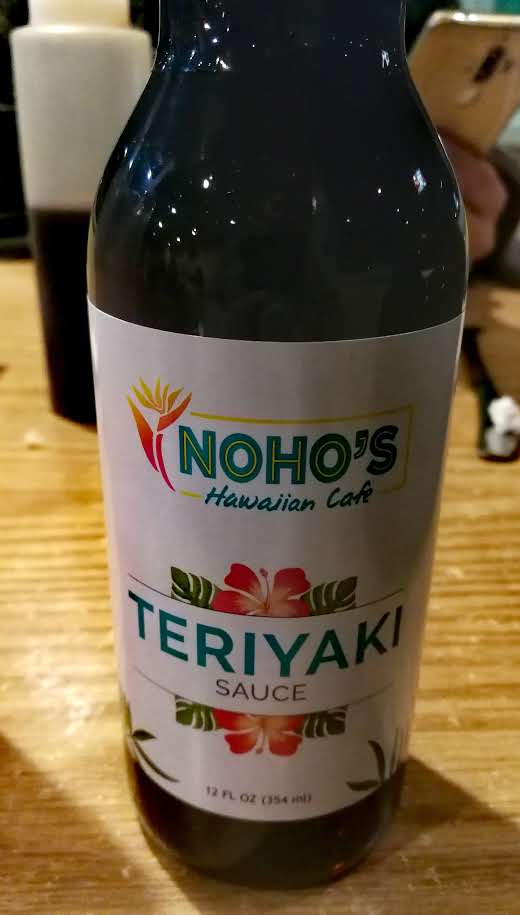 NOHO'S
Hawaiian Cafe
TERIYAKI
SAUCE
12 FL OZ (354 ml)